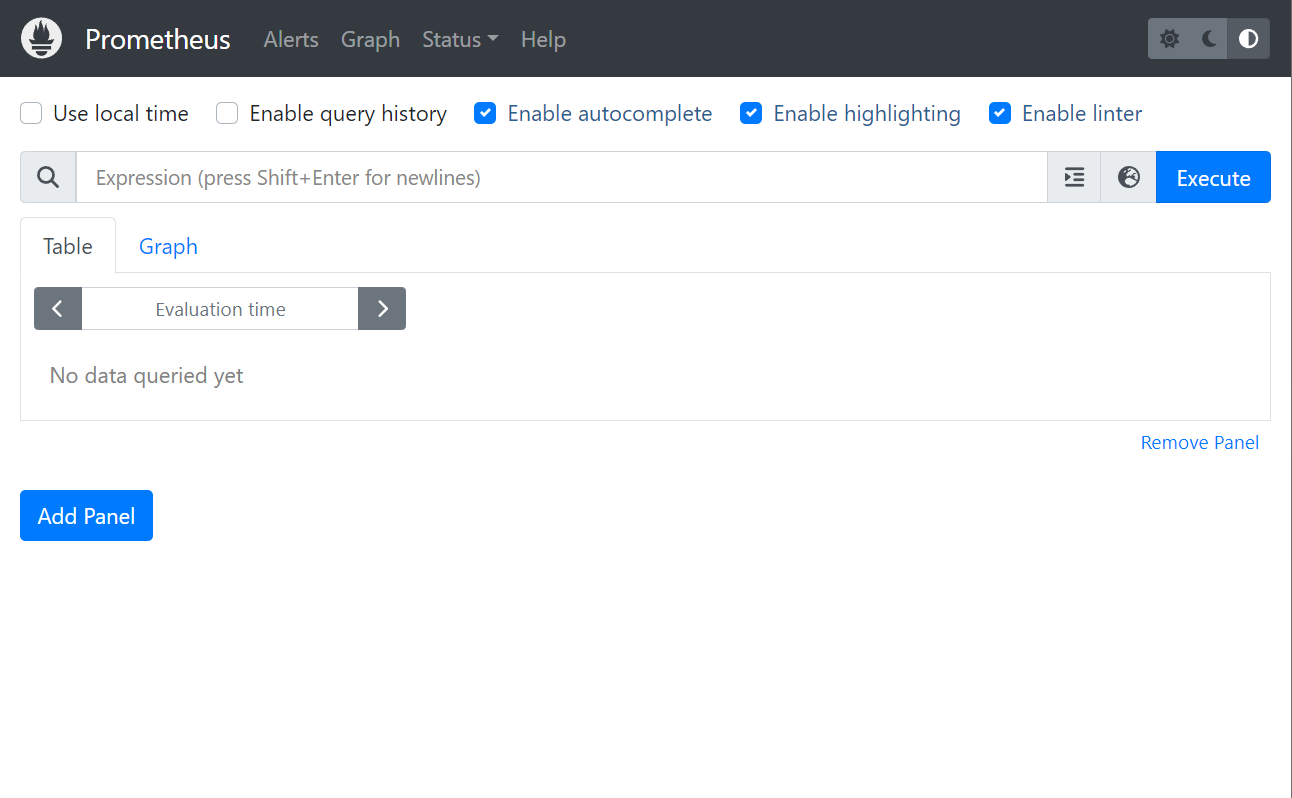 Prometheus Alerts Graph Status Help
Use local time Enable query history Enable autocomplete Enable highlighting Enable linter
Expression (press Shift+Enter for newlines) Execute
Table Graph
Evaluation time
No data queried yet
Remove Panel
Add Panel